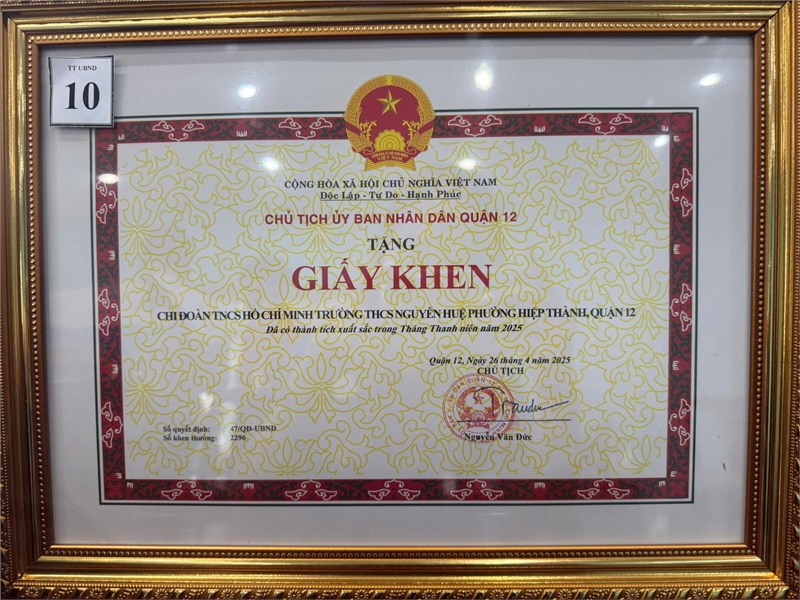 TT UBND
10
CỘNG HÒA XÃ HỘI CHỦ NGHĨA VIỆT NAM
Độc Lập - Tự Do - Hạnh Phúc
CHỦ TỊCH ỦY BAN NHÂN DÂN QUẬN 12
TẶNG
GIẤY KHEN
CHI ĐOÀN TNCS HỒ CHÍ MINH TRƯỜNG THCS NGUYỄN HUỆ PHƯỜNG HIỆP THÀNH, QUẬN 12
Đã có thành tích xuất sắc trong Tháng Thanh niên năm 2025
Quận 12, Ngày 26 tháng 4 năm 2025
CHỦ TỊCH
Số quyết định: 47/QĐ-UBND
Số khen thưởng: 2296
Nguyễn Văn Đức